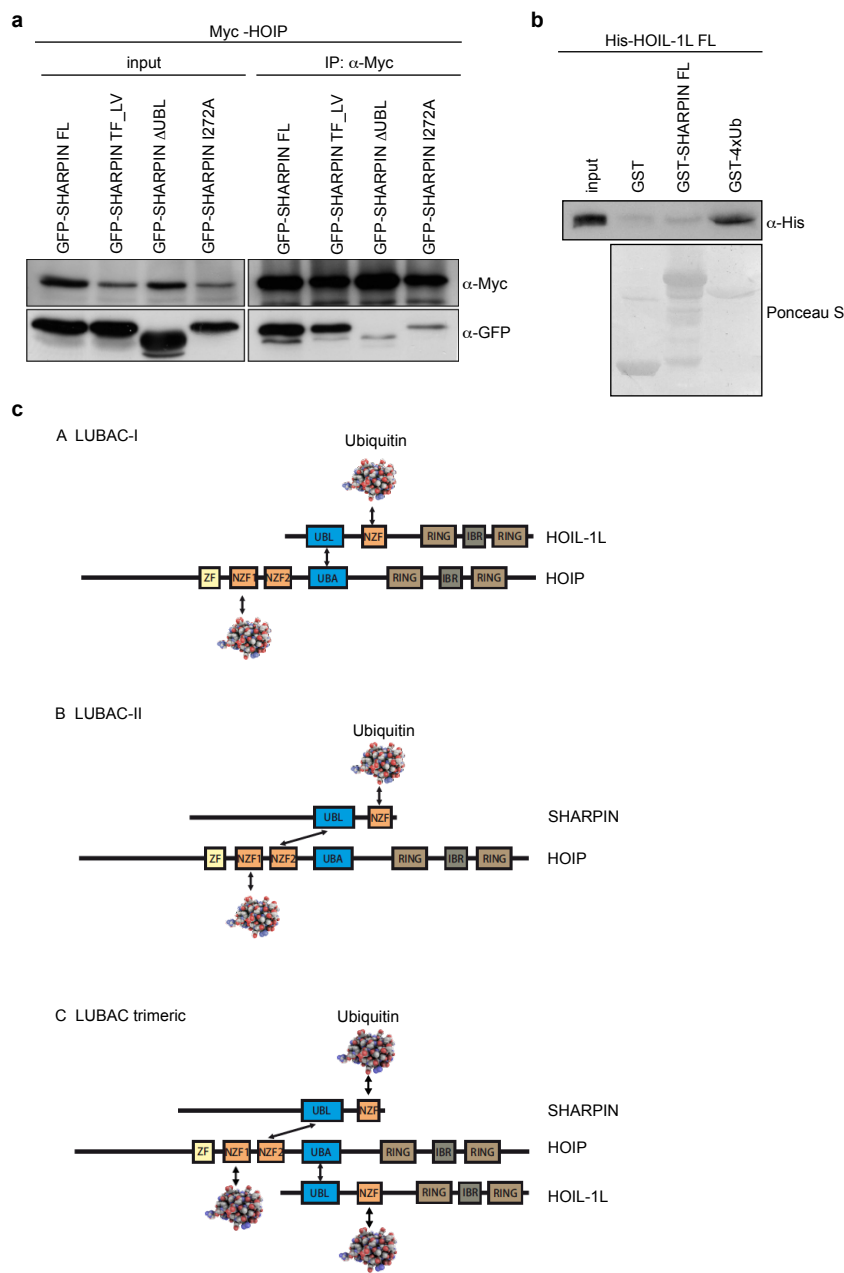 a
Myc -HOIP
input
IP: α-Myc
GFP-SHARPIN FL
GFP-SHARPIN TF_LV
GFP-SHARPIN ΔUBL
GFP-SHARPIN I272A
GFP-SHARPIN FL
GFP-SHARPIN TF_LV
GFP-SHARPIN ΔUBL
GFP-SHARPIN I272A
α-Myc
α-GFP
b
His-HOIL-1L FL
input
GST
GST-SHARPIN FL
GST-4xUb
α-His
Ponceau S
c
A LUBAC-I
Ubiquitin
UBL NZF RING IBR RING HOIL-1L
ZF NZF1 NZF2 UBA RING IBR RING HOIP
B LUBAC-II
Ubiquitin
UBL NZF SHARPIN
ZF NZF1 NZF2 UBA RING IBR RING HOIP
C LUBAC trimeric
Ubiquitin
UBL NZF SHARPIN
ZF NZF1 NZF2 UBA RING IBR RING HOIP
UBL NZF RING IBR RING HOIL-1L